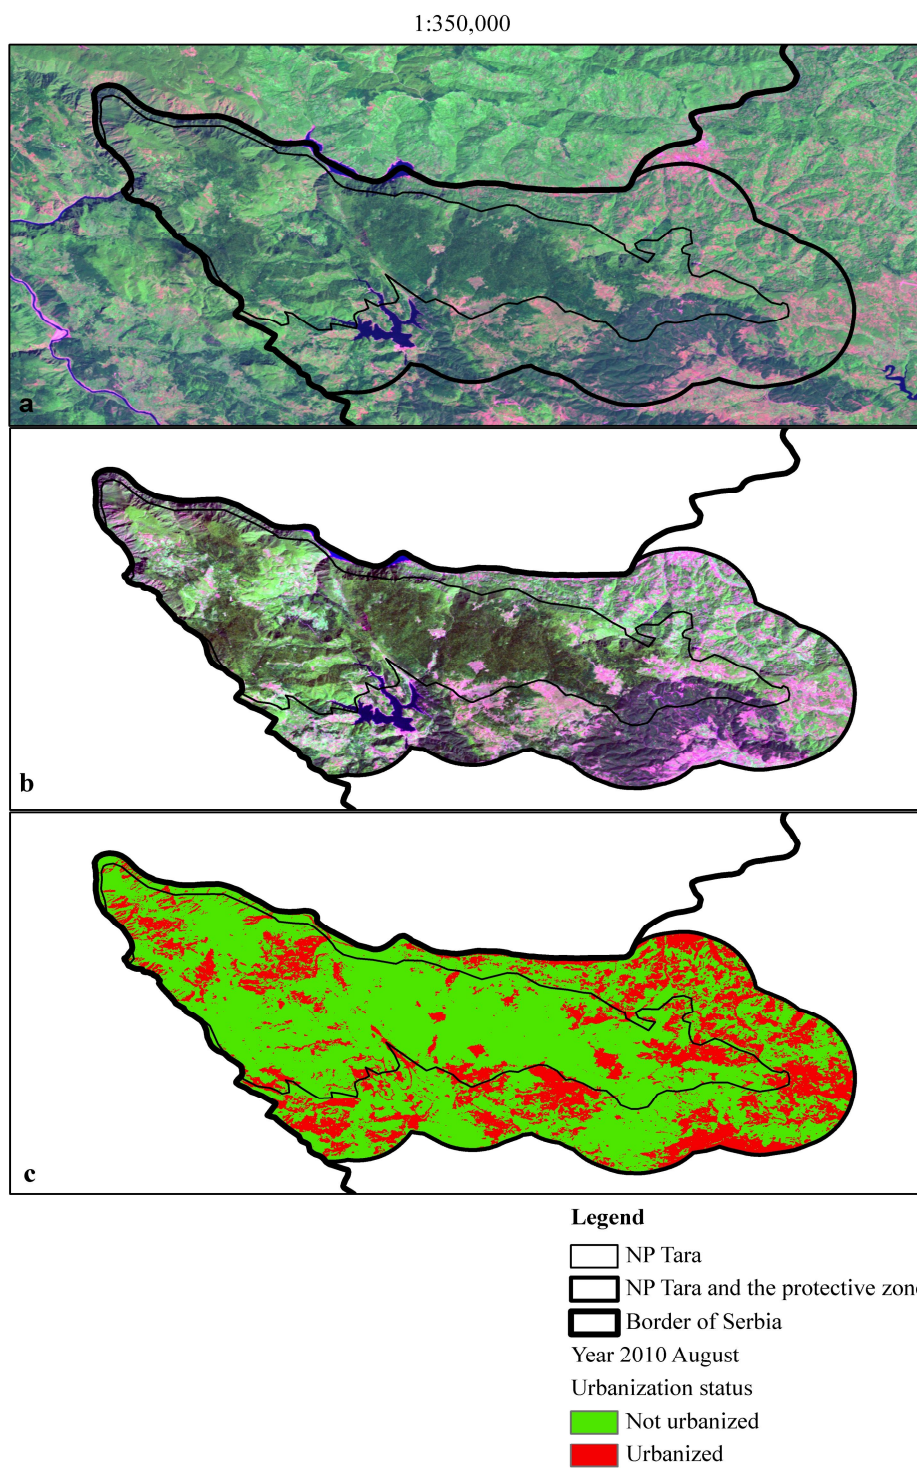 1:350,000
a
b
c
Legend
NP Tara
NP Tara and the protective zone
Border of Serbia
Year 2010 August
Urbanization status
Not urbanized
Urbanized